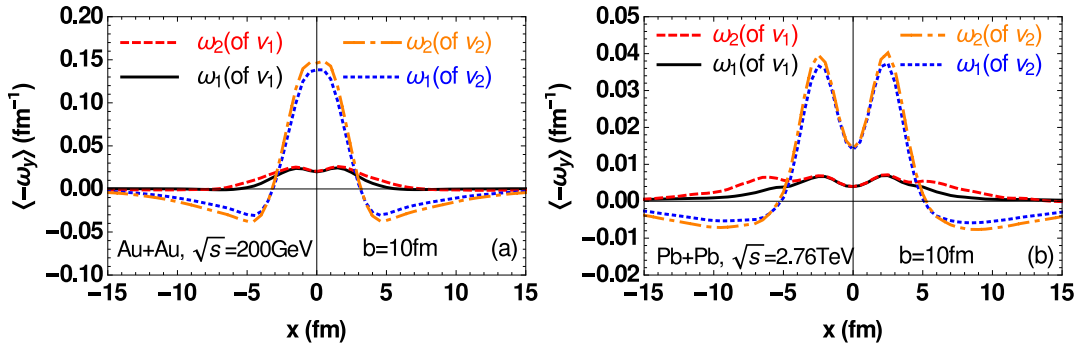 ω₂(of v₁) ω₂(of v₂)
ω₁(of v₁) ω₁(of v₂)
⟨−ω_y⟩ (fm⁻¹)
0.20
0.15
0.10
0.05
0.00
−0.05
−0.10
Au+Au, √s=200GeV b=10fm (a)
−15 −10 −5 0 5 10 15
x (fm)
ω₂(of v₁) ω₂(of v₂)
ω₁(of v₁) ω₁(of v₂)
⟨−ω_y⟩ (fm⁻¹)
0.05
0.04
0.03
0.02
0.01
0.00
−0.01
−0.02
Pb+Pb, √s=2.76TeV b=10fm (b)
−15 −10 −5 0 5 10 15
x (fm)